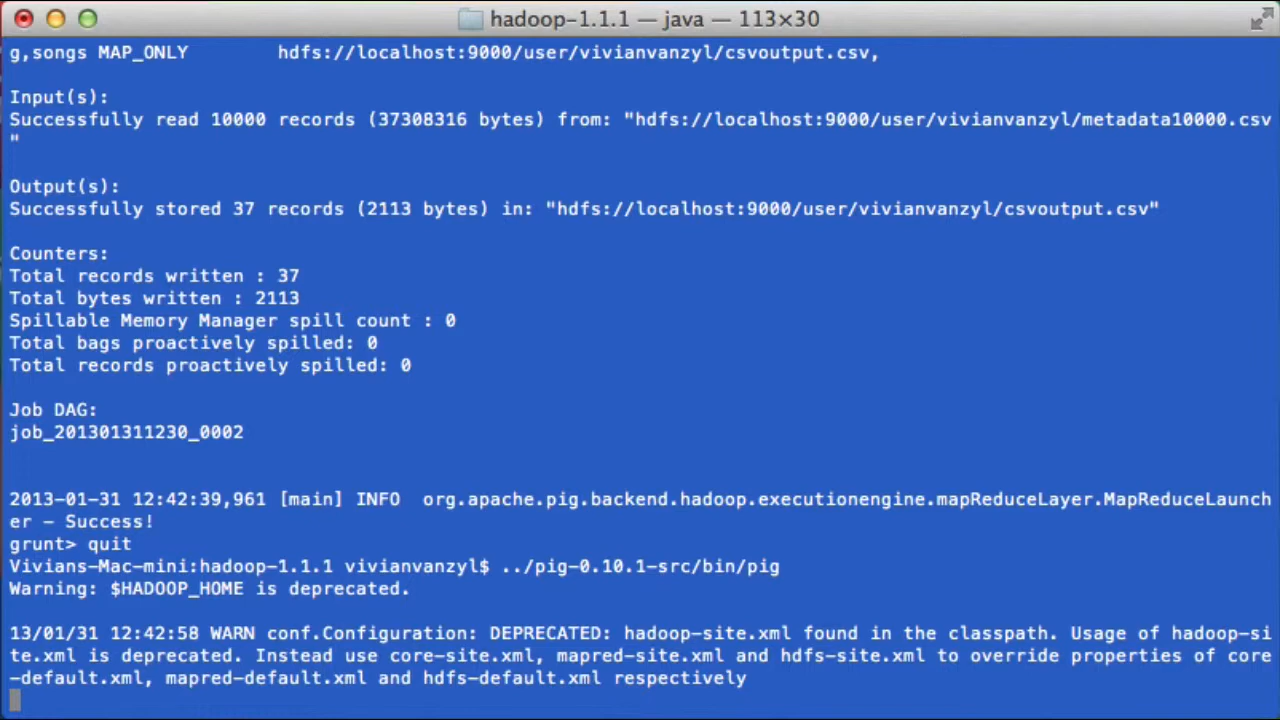 hadoop-1.1.1 — java — 113×30
g,songs MAP_ONLY        hdfs://localhost:9000/user/vivianvanzyl/csvoutput.csv,
Input(s):
Successfully read 10000 records (37308316 bytes) from: "hdfs://localhost:9000/user/vivianvanzyl/metadata10000.csv
"
Output(s):
Successfully stored 37 records (2113 bytes) in: "hdfs://localhost:9000/user/vivianvanzyl/csvoutput.csv"
Counters:
Total records written : 37
Total bytes written : 2113
Spillable Memory Manager spill count : 0
Total bags proactively spilled: 0
Total records proactively spilled: 0
Job DAG:
job_201301311230_0002
2013-01-31 12:42:39,961 [main] INFO  org.apache.pig.backend.hadoop.executionengine.mapReduceLayer.MapReduceLaunch
er - Success!
grunt> quit
Vivians-Mac-mini:hadoop-1.1.1 vivianvanzyl$ ../pig-0.10.1-src/bin/pig
Warning: $HADOOP_HOME is deprecated.
13/01/31 12:42:58 WARN conf.Configuration: DEPRECATED: hadoop-site.xml found in the classpath. Usage of hadoop-si
te.xml is deprecated. Instead use core-site.xml, mapred-site.xml and hdfs-site.xml to override properties of core
-default.xml, mapred-default.xml and hdfs-default.xml respectively